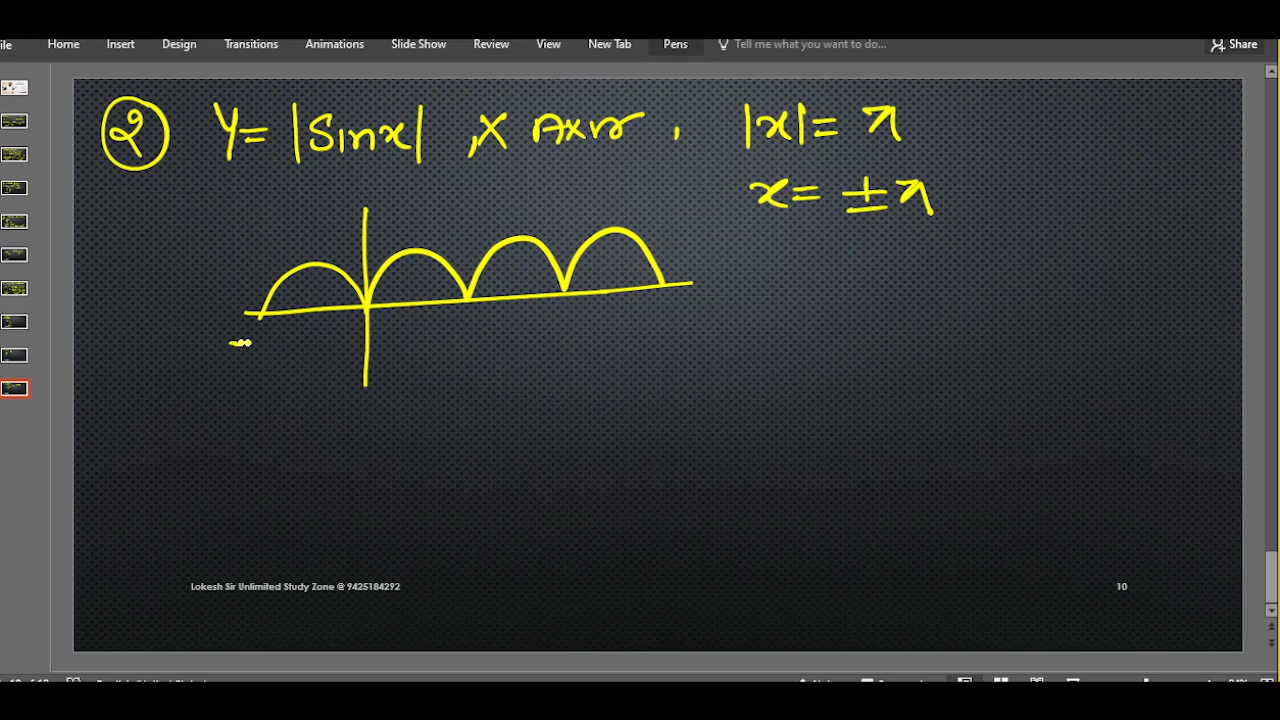 ile Home Insert Design Transitions Animations Slide Show Review View New Tab Pens Tell me what you want to do... Share
② Y= |Sinx| , X Axis , |x| = π
x= ±π
Lokesh Sir Unlimited Study Zone @ 9425184292 10